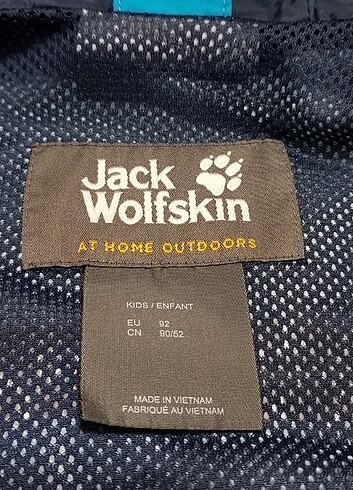 Jack
Wolfskin
AT HOME OUTDOORS
KIDS / ENFANT
EU 92
CN 90/52
MADE IN VIETNAM
FABRIQUÉ AU VIETNAM